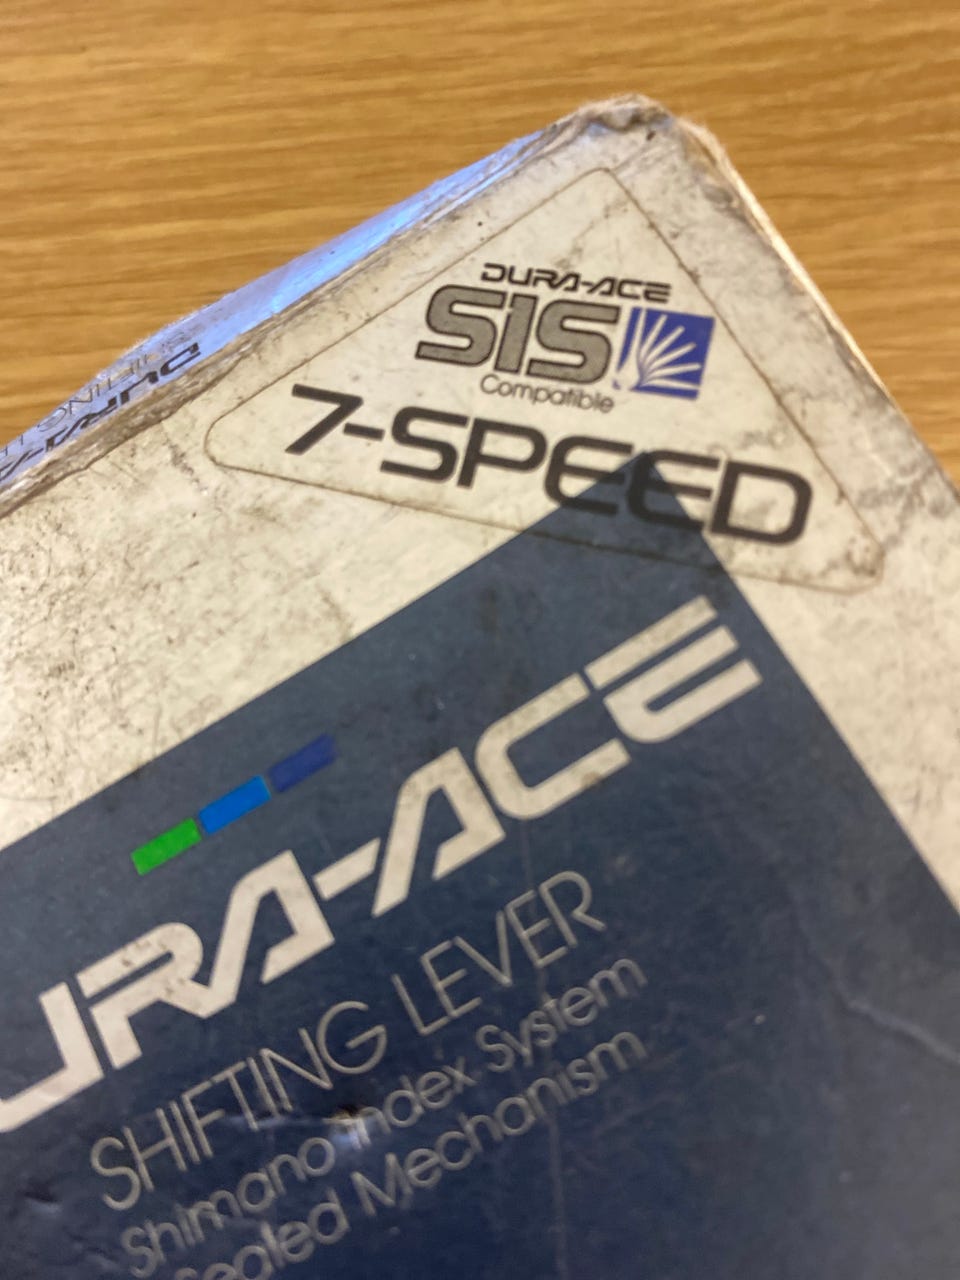 DURA-ACE
SIS
Compatible
7-SPEED
URA-ACE
SHIFTING LEVER
Shimano Index System
Sealed Mechanism